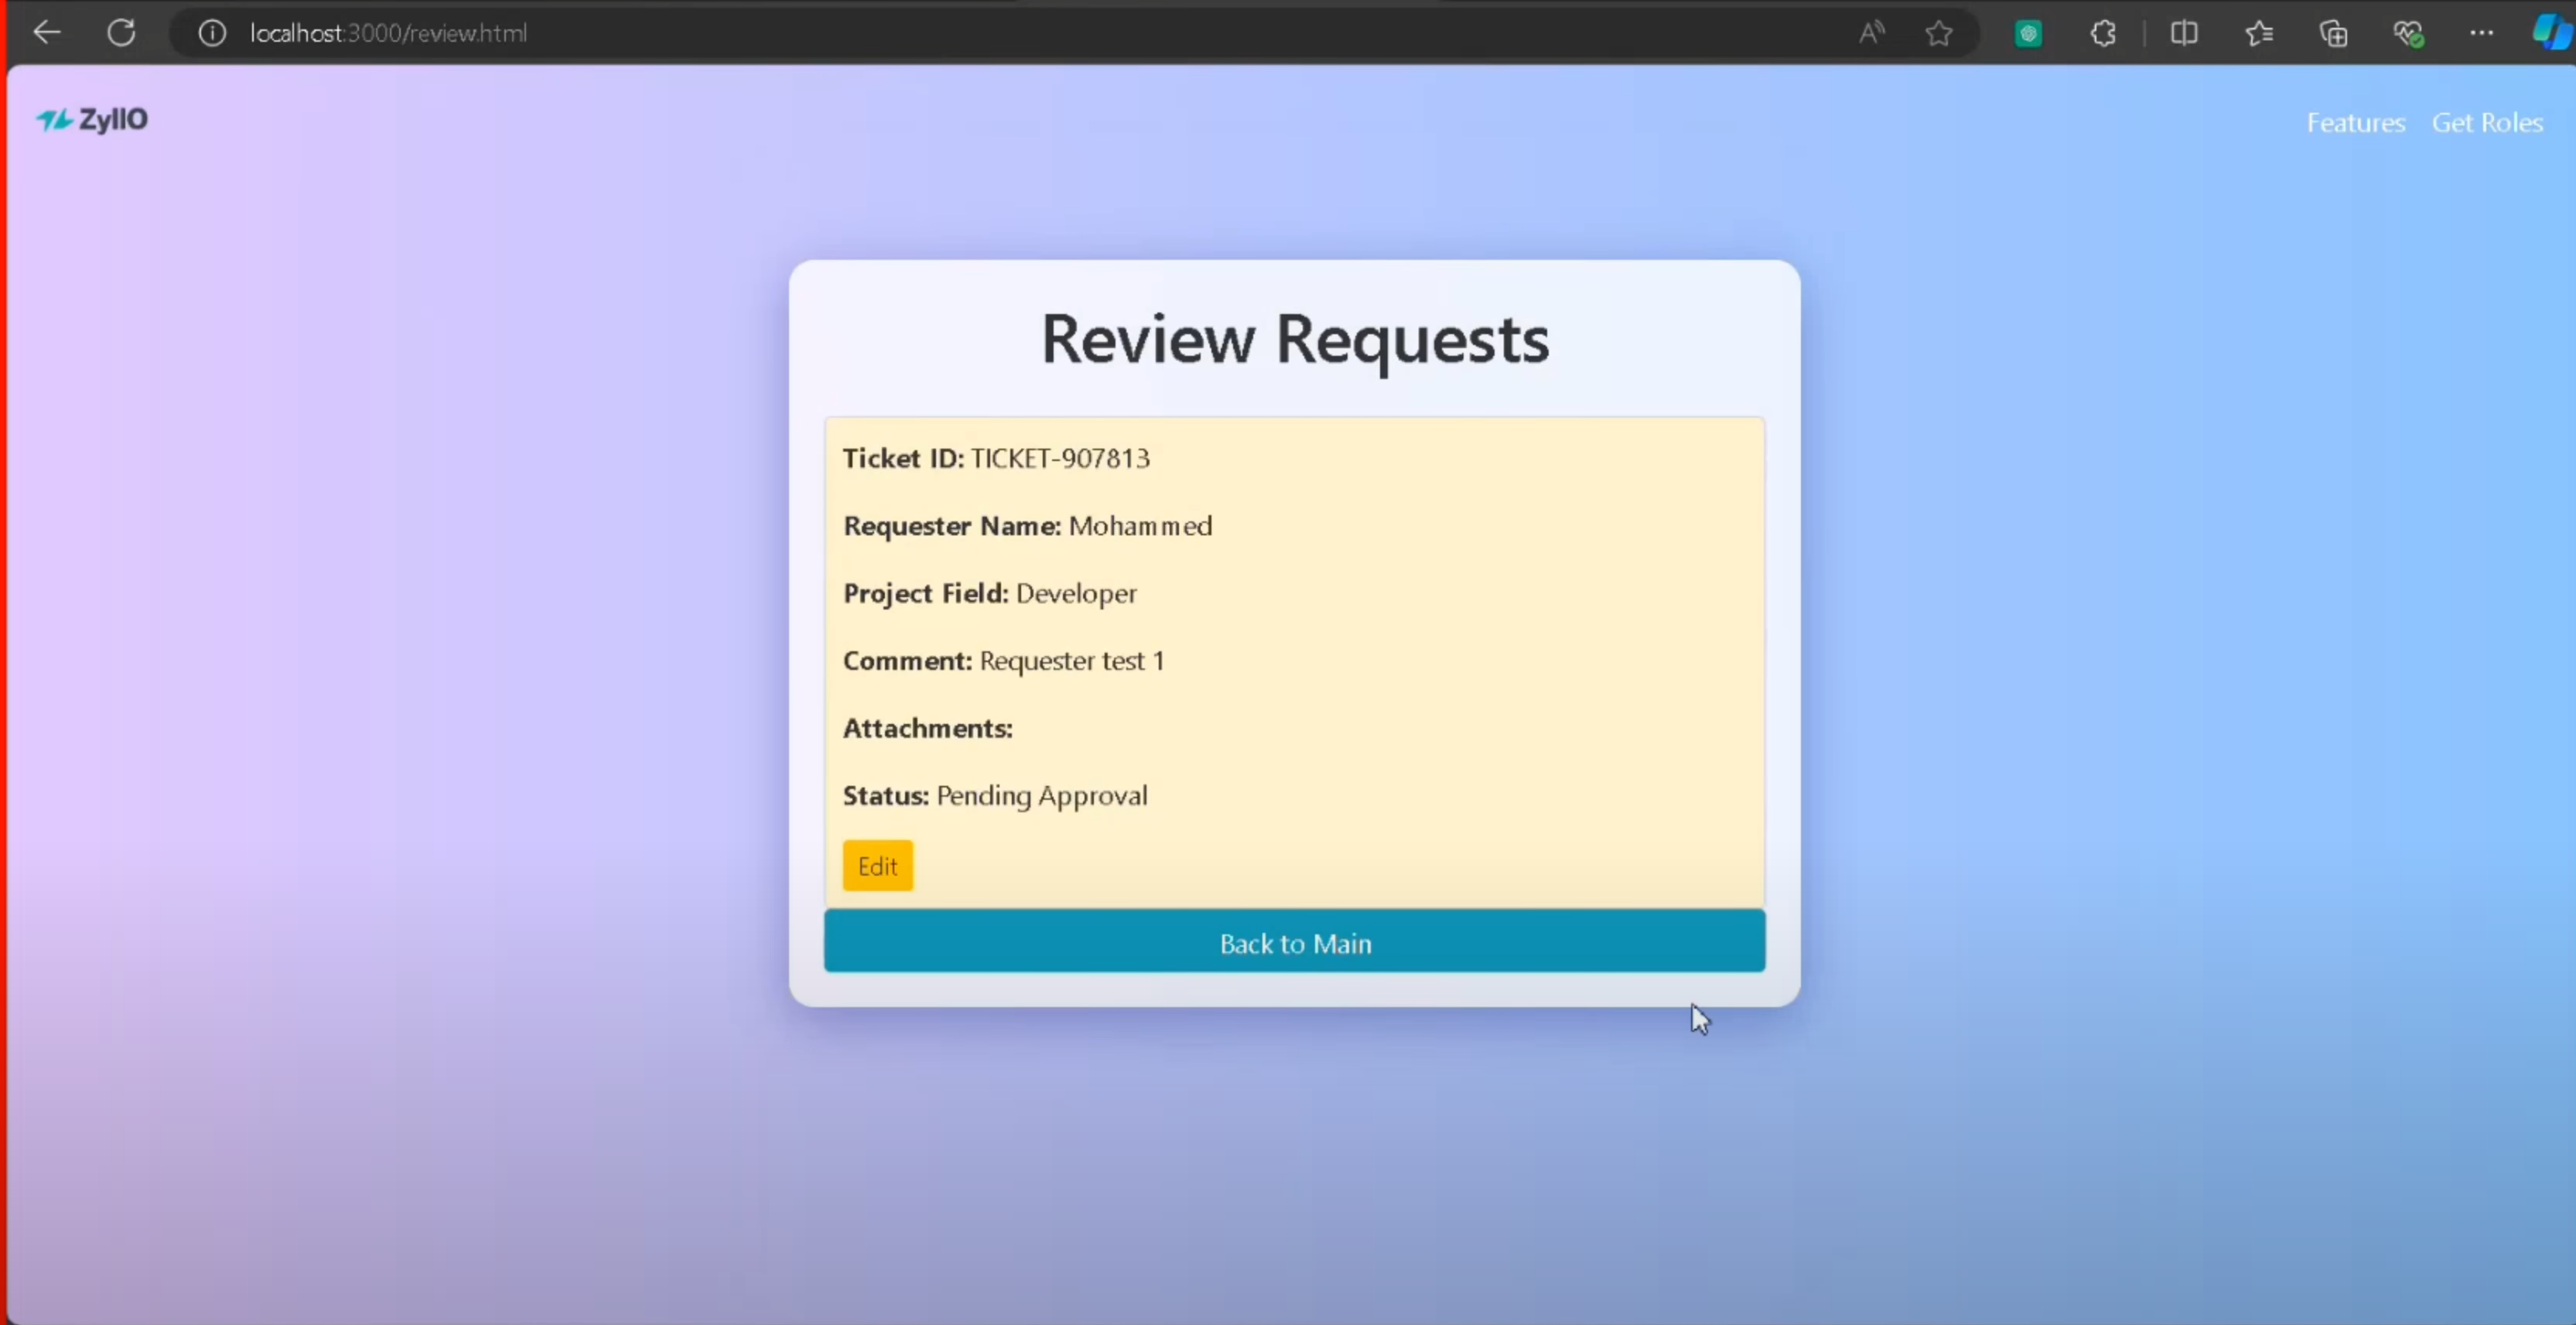 localhost:3000/review.html
ZyllO
Features Get Roles
Review Requests
Ticket ID: TICKET-907813
Requester Name: Mohammed
Project Field: Developer
Comment: Requester test 1
Attachments:
Status: Pending Approval
Edit
Back to Main